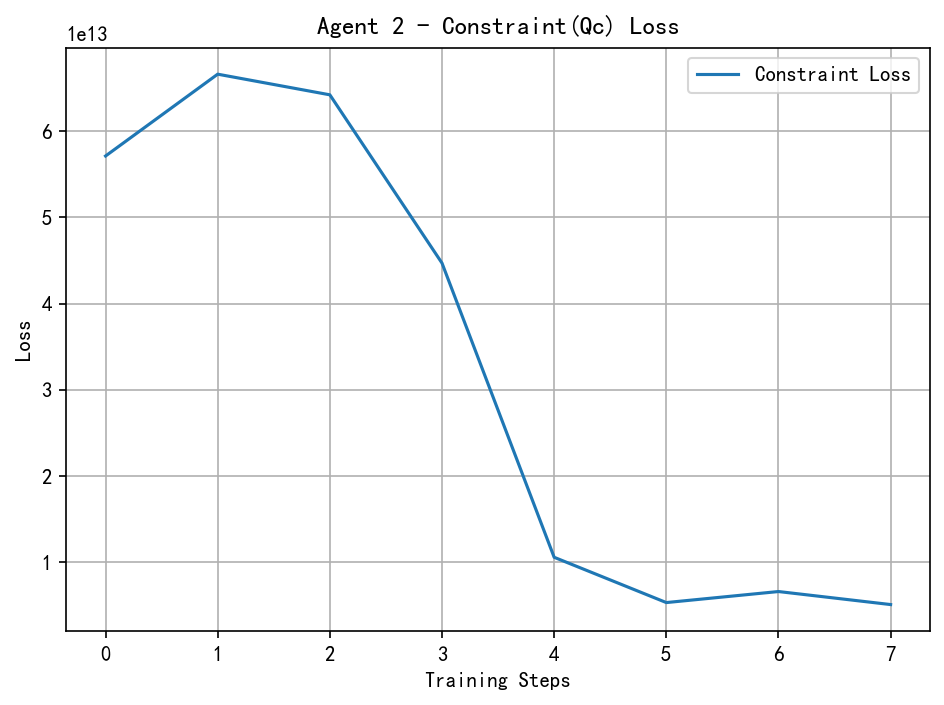 Agent 2 - Constraint(Qc) Loss
1e13
Constraint Loss
6
5
4
3
2
1
Loss
0 1 2 3 4 5 6 7
Training Steps